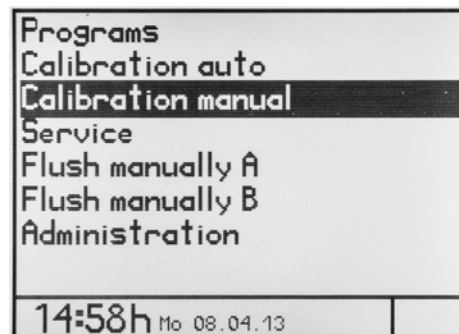 Programs
Calibration auto
Calibration manual
Service
Flush manually A
Flush manually B
Administration
14:58h Mo 08.04.13